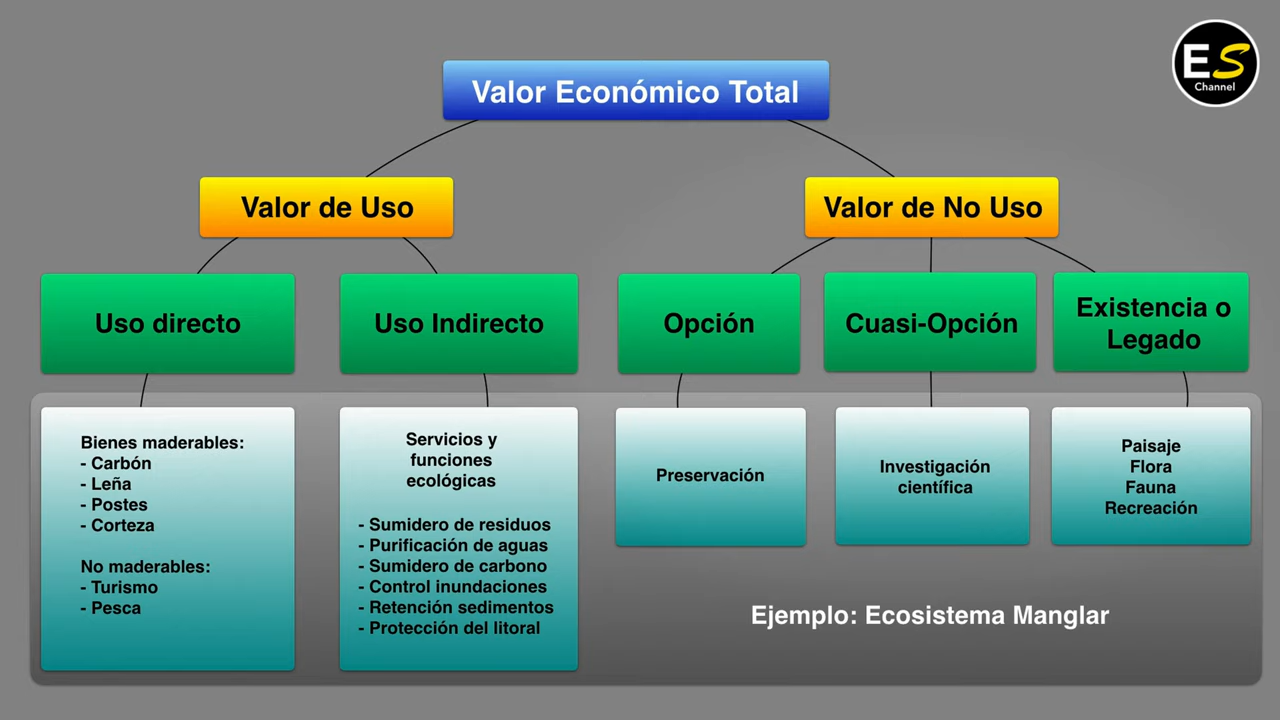 ES
Channel
Valor Económico Total
Valor de Uso
Valor de No Uso
Uso directo
Uso Indirecto
Opción
Cuasi-Opción
Existencia o
Legado
Bienes maderables:
- Carbón
- Leña
- Postes
- Corteza
No maderables:
- Turismo
- Pesca
Servicios y
funciones
ecológicas
- Sumidero de residuos
- Purificación de aguas
- Sumidero de carbono
- Control inundaciones
- Retención sedimentos
- Protección del litoral
Preservación
Investigación
científica
Paisaje
Flora
Fauna
Recreación
Ejemplo: Ecosistema Manglar